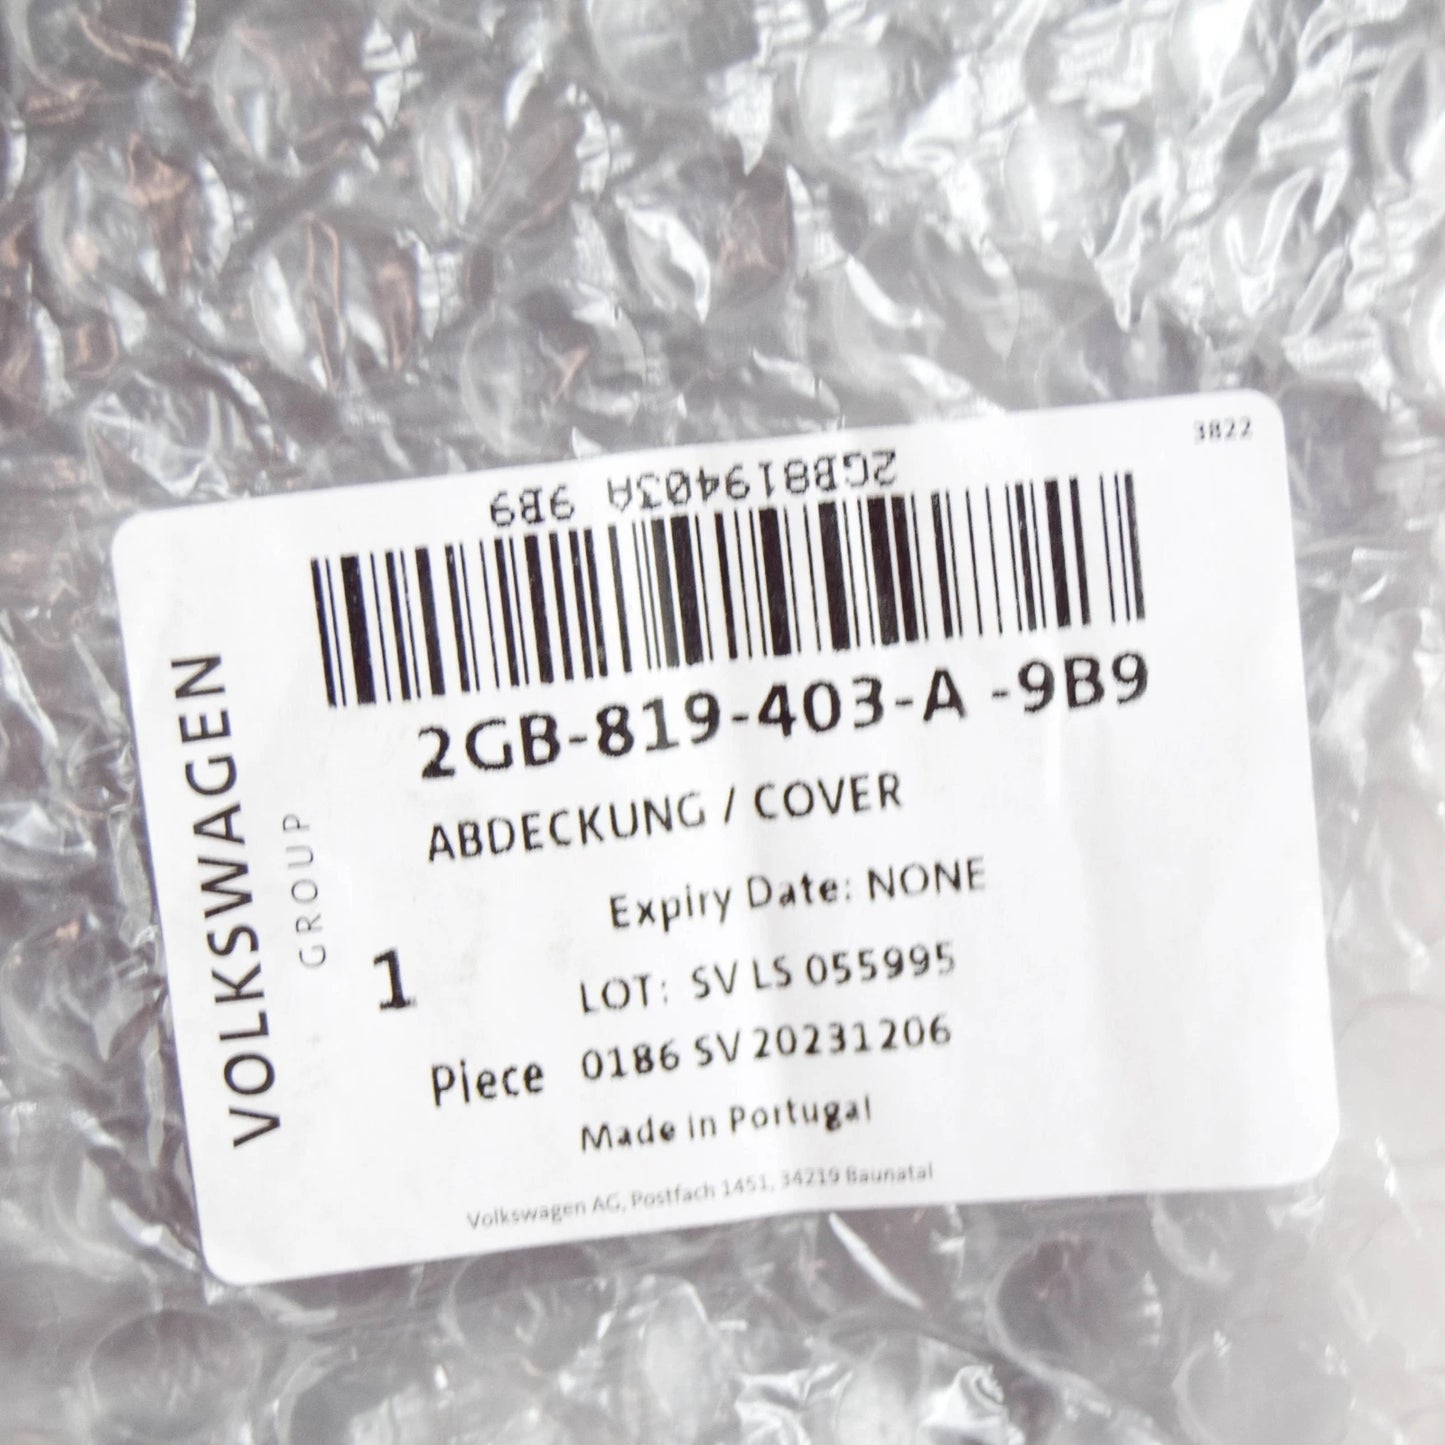 3822
2GB819403A 9B9
2GB-819-403-A -9B9
ABDECKUNG / COVER
Expiry Date: NONE
LOT: SV LS 055995
1
Piece
0186 SV 20231206
Made in Portugal
Volkswagen AG, Postfach 1451, 34219 Baunatal
VOLKSWAGEN
GROUP